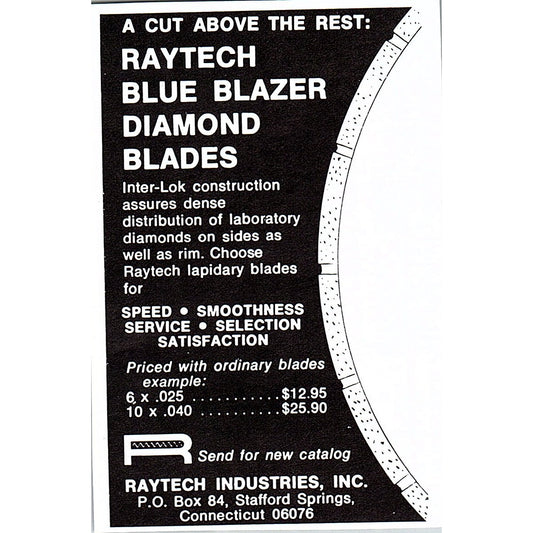 A CUT ABOVE THE REST:
RAYTECH
BLUE BLAZER
DIAMOND
BLADES
Inter-Lok construction
assures dense
distribution of laboratory
diamonds on sides as
well as rim. Choose
Raytech lapidary blades
for
SPEED • SMOOTHNESS
SERVICE • SELECTION
SATISFACTION
Priced with ordinary blades
example:
6 x .025 ...........$12.95
10 x .040 ..........$25.90
R Send for new catalog
RAYTECH INDUSTRIES, INC.
P.O. Box 84, Stafford Springs,
Connecticut 06076